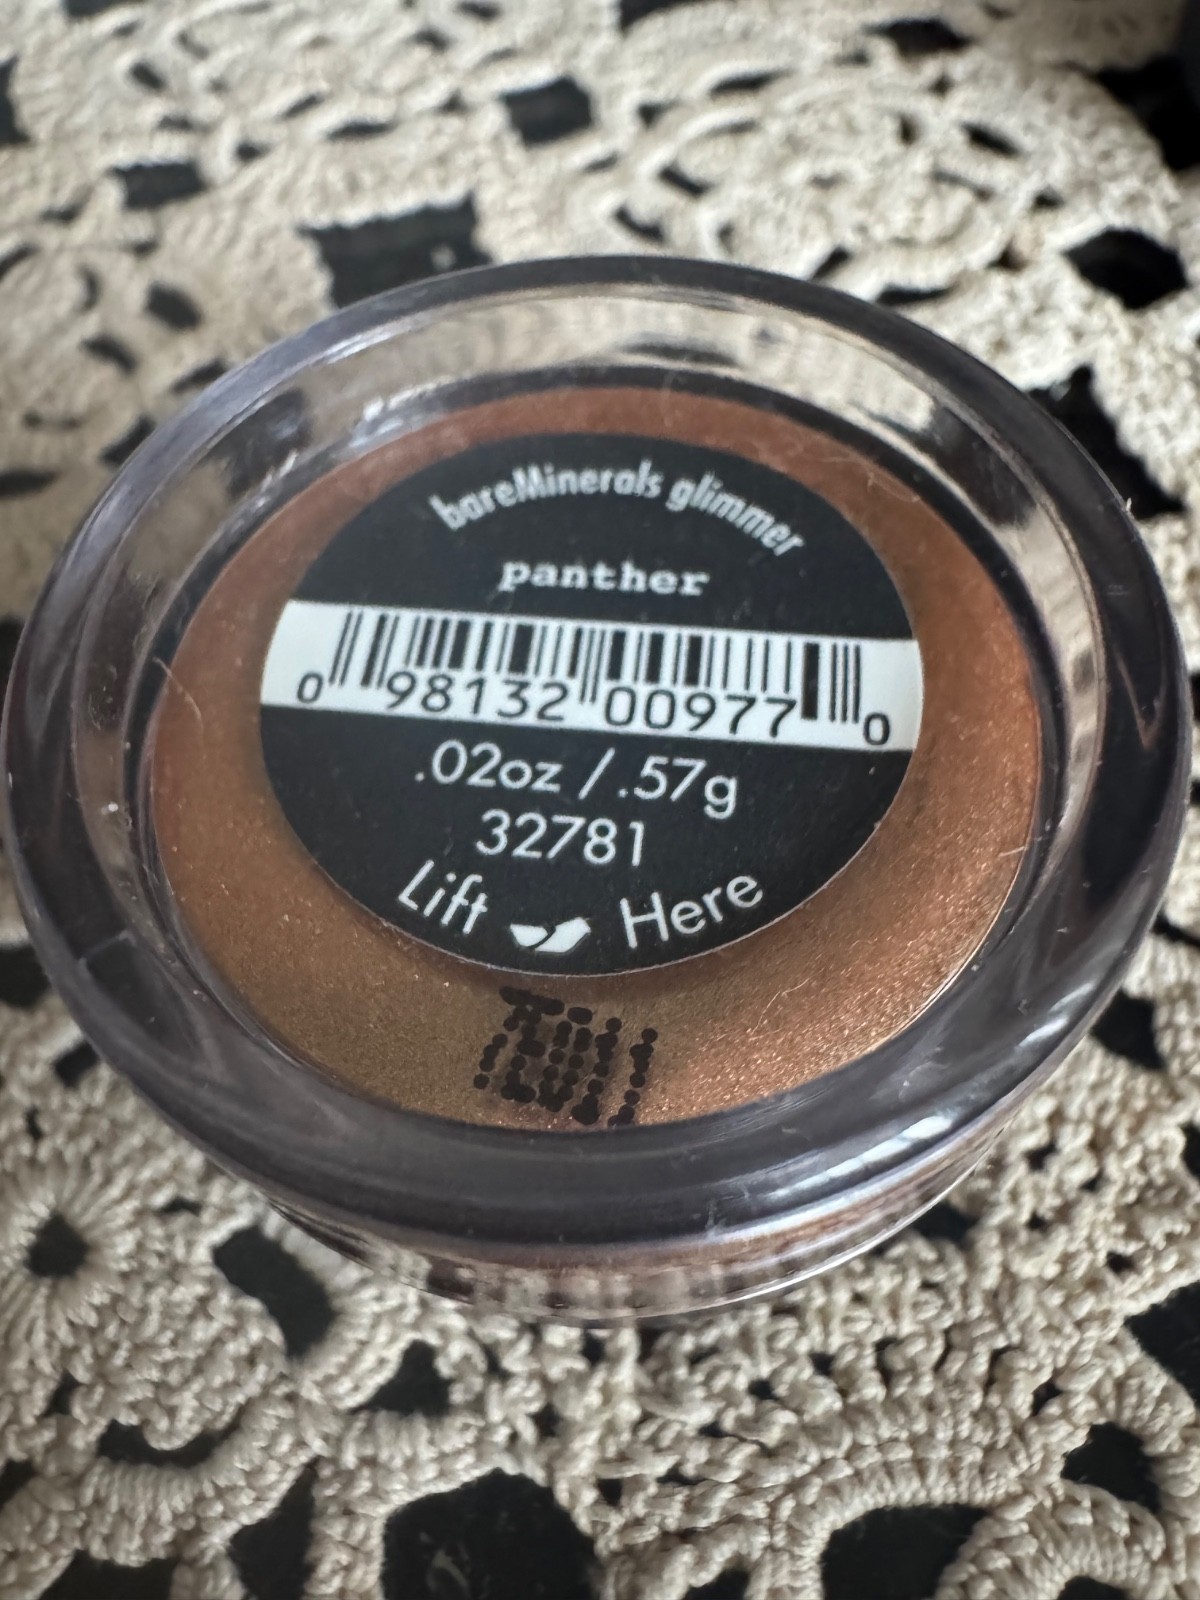 bareMinerals glimmer
panther
0 98132 00977 0
.02oz / .57g
32781
Lift Here